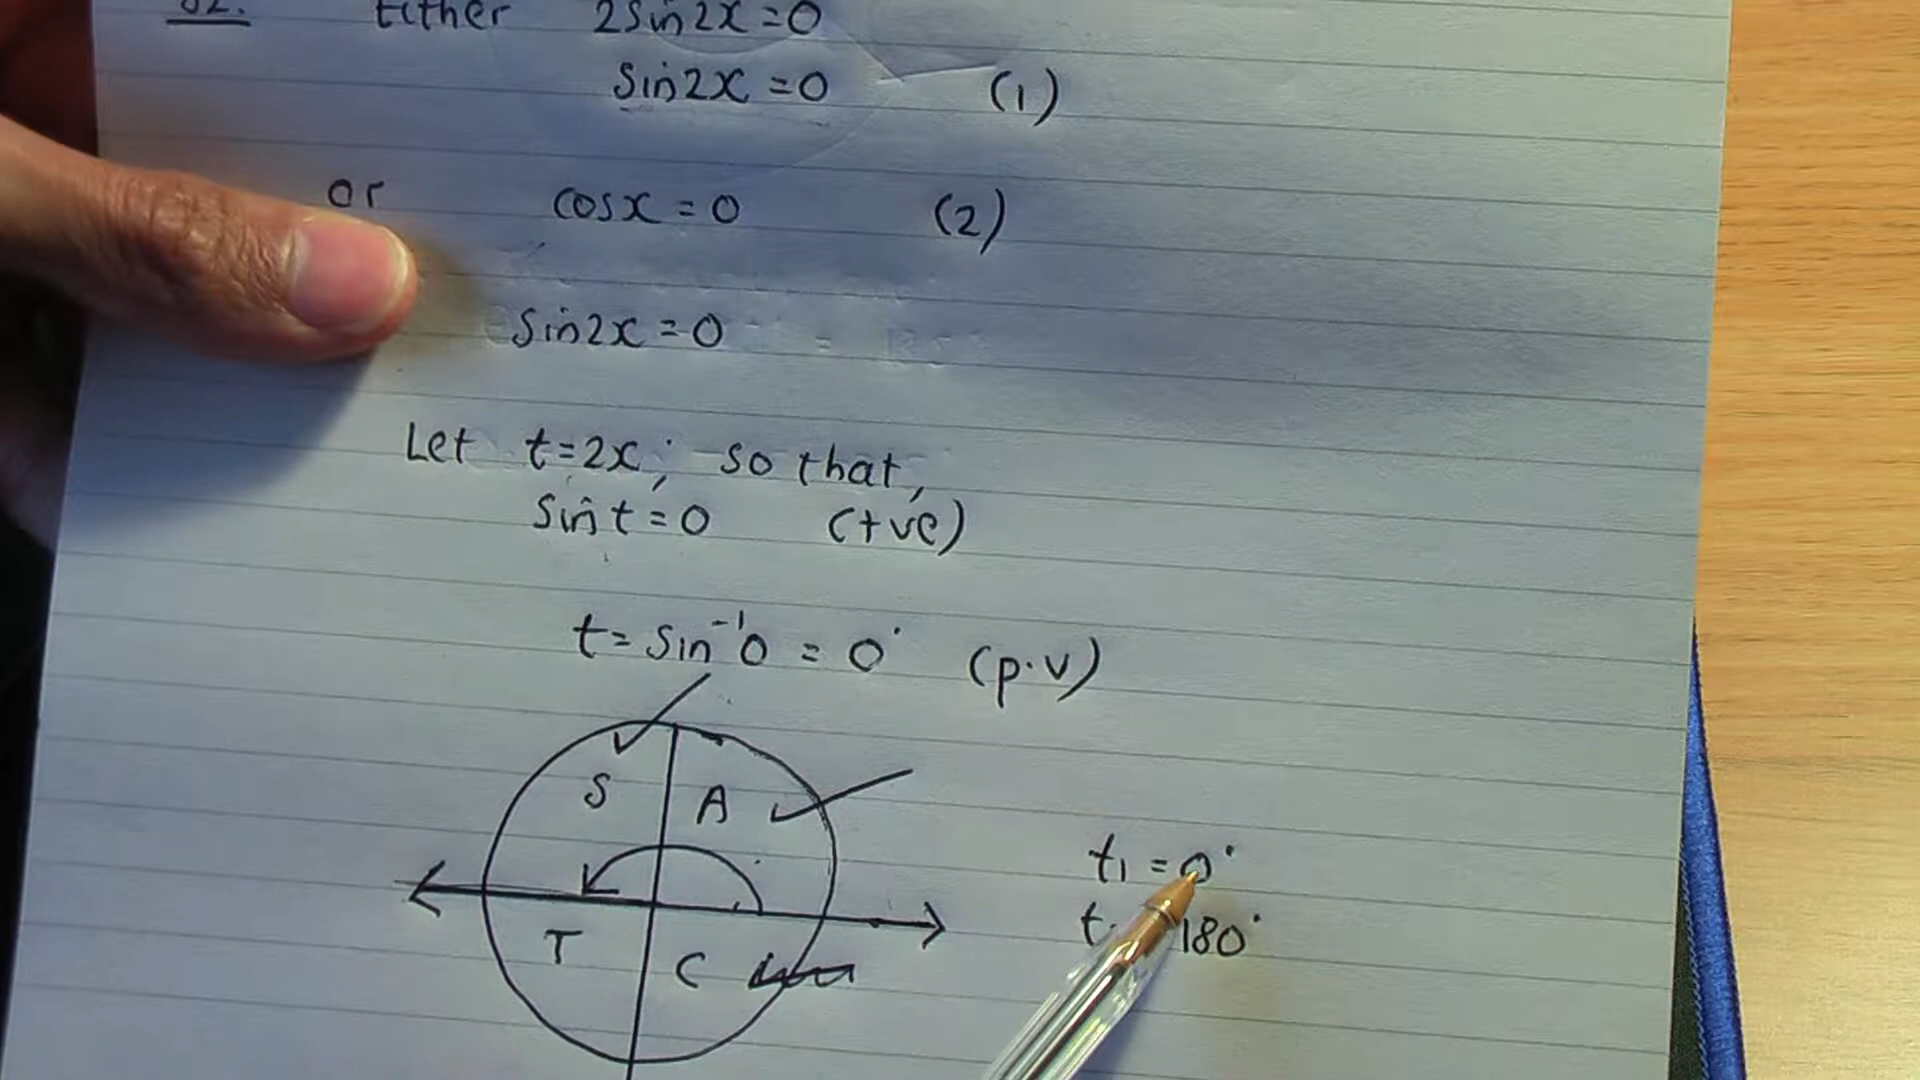 Either 2sin2x=0
sin2x=0 (1)
or cosx=0 (2)
sin2x=0
Let t=2x, so that,
sin t=0 (+ve)
t=sin⁻¹0=0° (p.v)
S A
T C
t₁=0°
t 180°